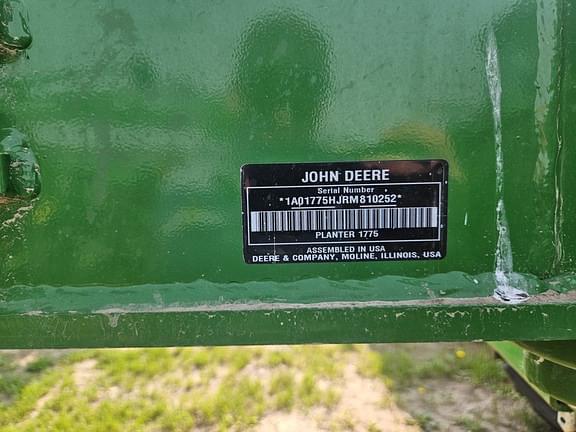 JOHN DEERE
Serial Number
*1A01775HJRM810252*
PLANTER 1775
ASSEMBLED IN USA
DEERE & COMPANY, MOLINE, ILLINOIS, USA